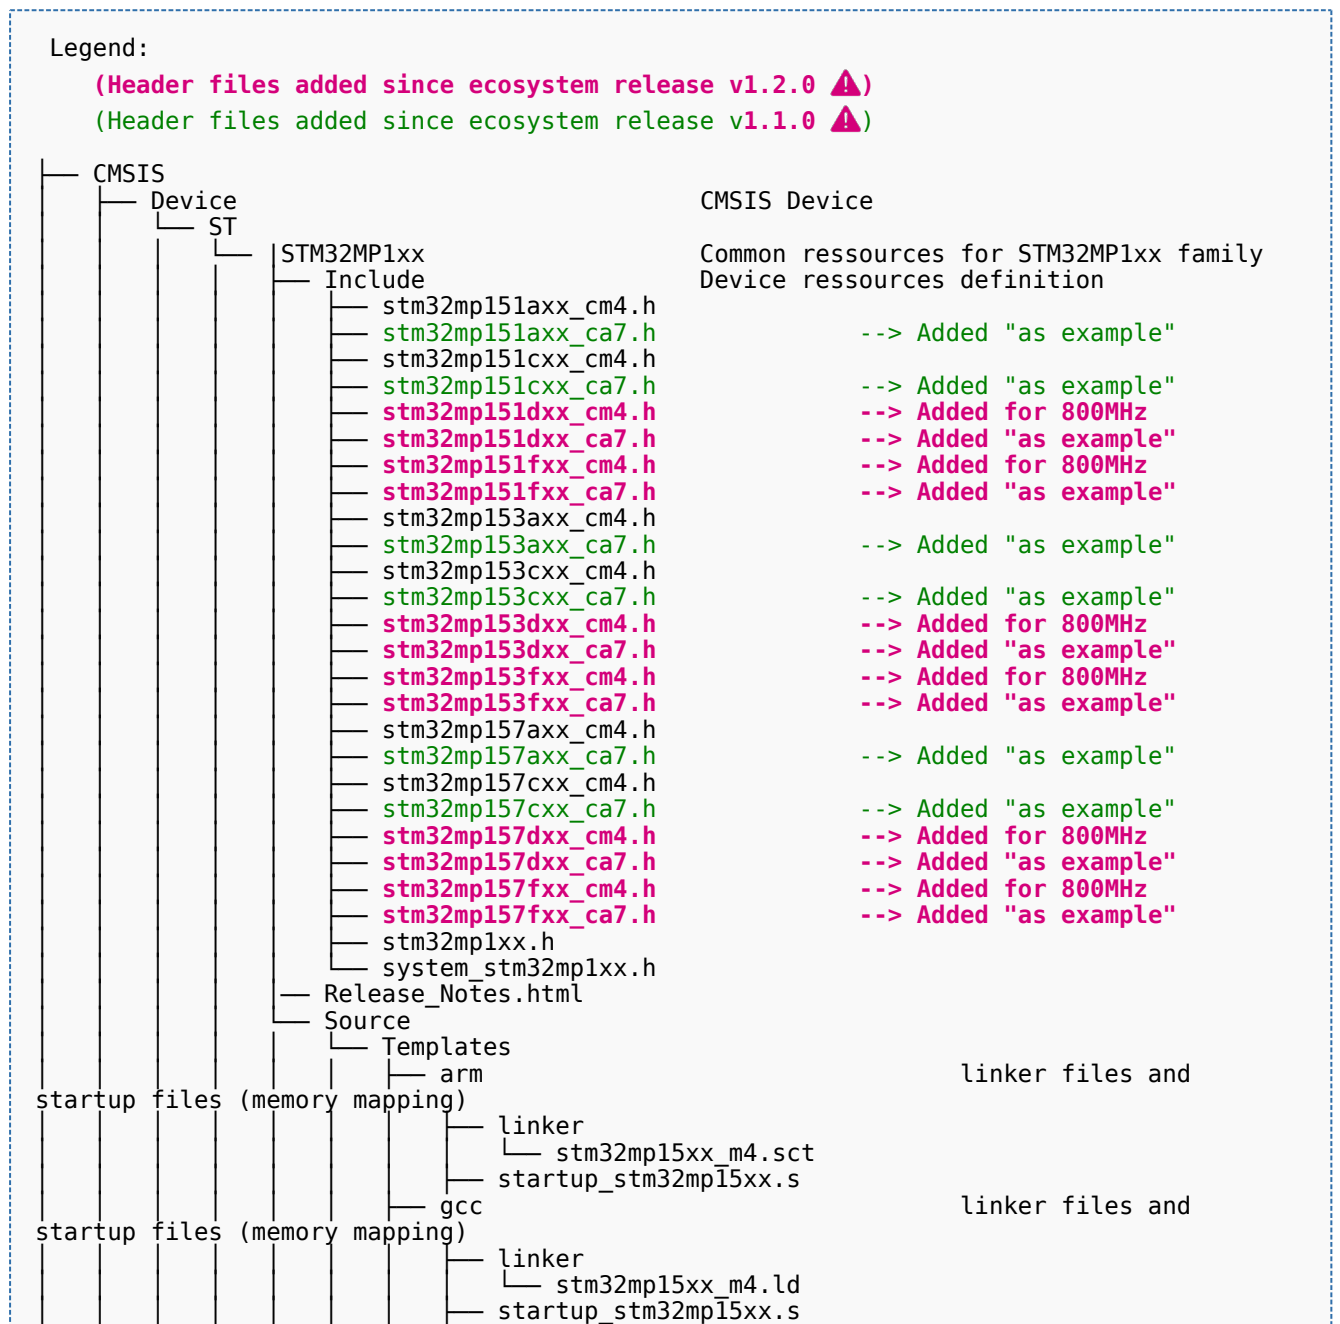 Legend:
(Header files added since ecosystem release v1.2.0 ⚠)
(Header files added since ecosystem release v1.1.0 ⚠)
├── CMSIS
│   ├── Device CMSIS Device
│   │   └── ST
│   │   │   └── |STM32MP1xx Common ressources for STM32MP1xx family
│   │   │   │   ├── Include Device ressources definition
│   │   │   │   │   ├── stm32mp151axx_cm4.h
│   │   │   │   │   ├── stm32mp151axx_ca7.h --> Added "as example"
│   │   │   │   │   ├── stm32mp151cxx_cm4.h
│   │   │   │   │   ├── stm32mp151cxx_ca7.h --> Added "as example"
│   │   │   │   │   ├── stm32mp151dxx_cm4.h --> Added for 800MHz
│   │   │   │   │   ├── stm32mp151dxx_ca7.h --> Added "as example"
│   │   │   │   │   ├── stm32mp151fxx_cm4.h --> Added for 800MHz
│   │   │   │   │   ├── stm32mp151fxx_ca7.h --> Added "as example"
│   │   │   │   │   ├── stm32mp153axx_cm4.h
│   │   │   │   │   ├── stm32mp153axx_ca7.h --> Added "as example"
│   │   │   │   │   ├── stm32mp153cxx_cm4.h
│   │   │   │   │   ├── stm32mp153cxx_ca7.h --> Added "as example"
│   │   │   │   │   ├── stm32mp153dxx_cm4.h --> Added for 800MHz
│   │   │   │   │   ├── stm32mp153dxx_ca7.h --> Added "as example"
│   │   │   │   │   ├── stm32mp153fxx_cm4.h --> Added for 800MHz
│   │   │   │   │   ├── stm32mp153fxx_ca7.h --> Added "as example"
│   │   │   │   │   ├── stm32mp157axx_cm4.h
│   │   │   │   │   ├── stm32mp157axx_ca7.h --> Added "as example"
│   │   │   │   │   ├── stm32mp157cxx_cm4.h
│   │   │   │   │   ├── stm32mp157cxx_ca7.h --> Added "as example"
│   │   │   │   │   ├── stm32mp157dxx_cm4.h --> Added for 800MHz
│   │   │   │   │   ├── stm32mp157dxx_ca7.h --> Added "as example"
│   │   │   │   │   ├── stm32mp157fxx_cm4.h --> Added for 800MHz
│   │   │   │   │   ├── stm32mp157fxx_ca7.h --> Added "as example"
│   │   │   │   │   ├── stm32mp1xx.h
│   │   │   │   │   └── system_stm32mp1xx.h
│   │   │   │   |── Release_Notes.html
│   │   │   │   └── Source
│   │   │   │   │   └── Templates
│   │   │   │   │   │   ├── arm linker files and
startup files (memory mapping)
│   │   │   │   │   │   │   ├── linker
│   │   │   │   │   │   │   │   └── stm32mp15xx_m4.sct
│   │   │   │   │   │   │   ├── startup_stm32mp15xx.s
│   │   │   │   │   │   ├── gcc linker files and
startup files (memory mapping)
│   │   │   │   │   │   │   ├── linker
│   │   │   │   │   │   │   │   └── stm32mp15xx_m4.ld
│   │   │   │   │   │   │   ├── startup_stm32mp15xx.s